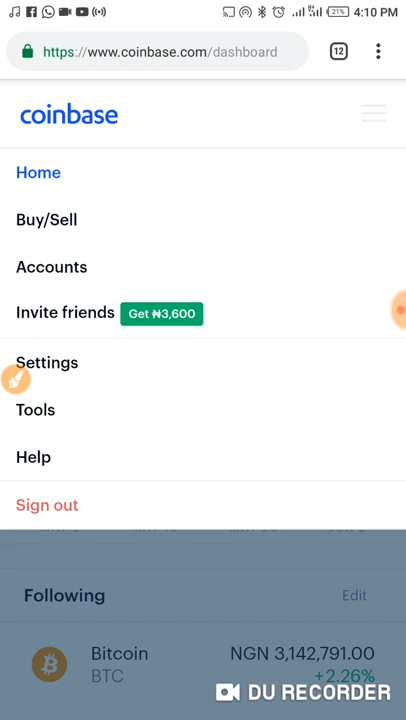 21% 4:10 PM
https://www.coinbase.com/dashboard
12
coinbase
Home
Buy/Sell
Accounts
Invite friends Get ₦3,600
Settings
Tools
Help
Sign out
Following Edit
Bitcoin NGN 3,142,791.00
BTC +2.26%
DU RECORDER